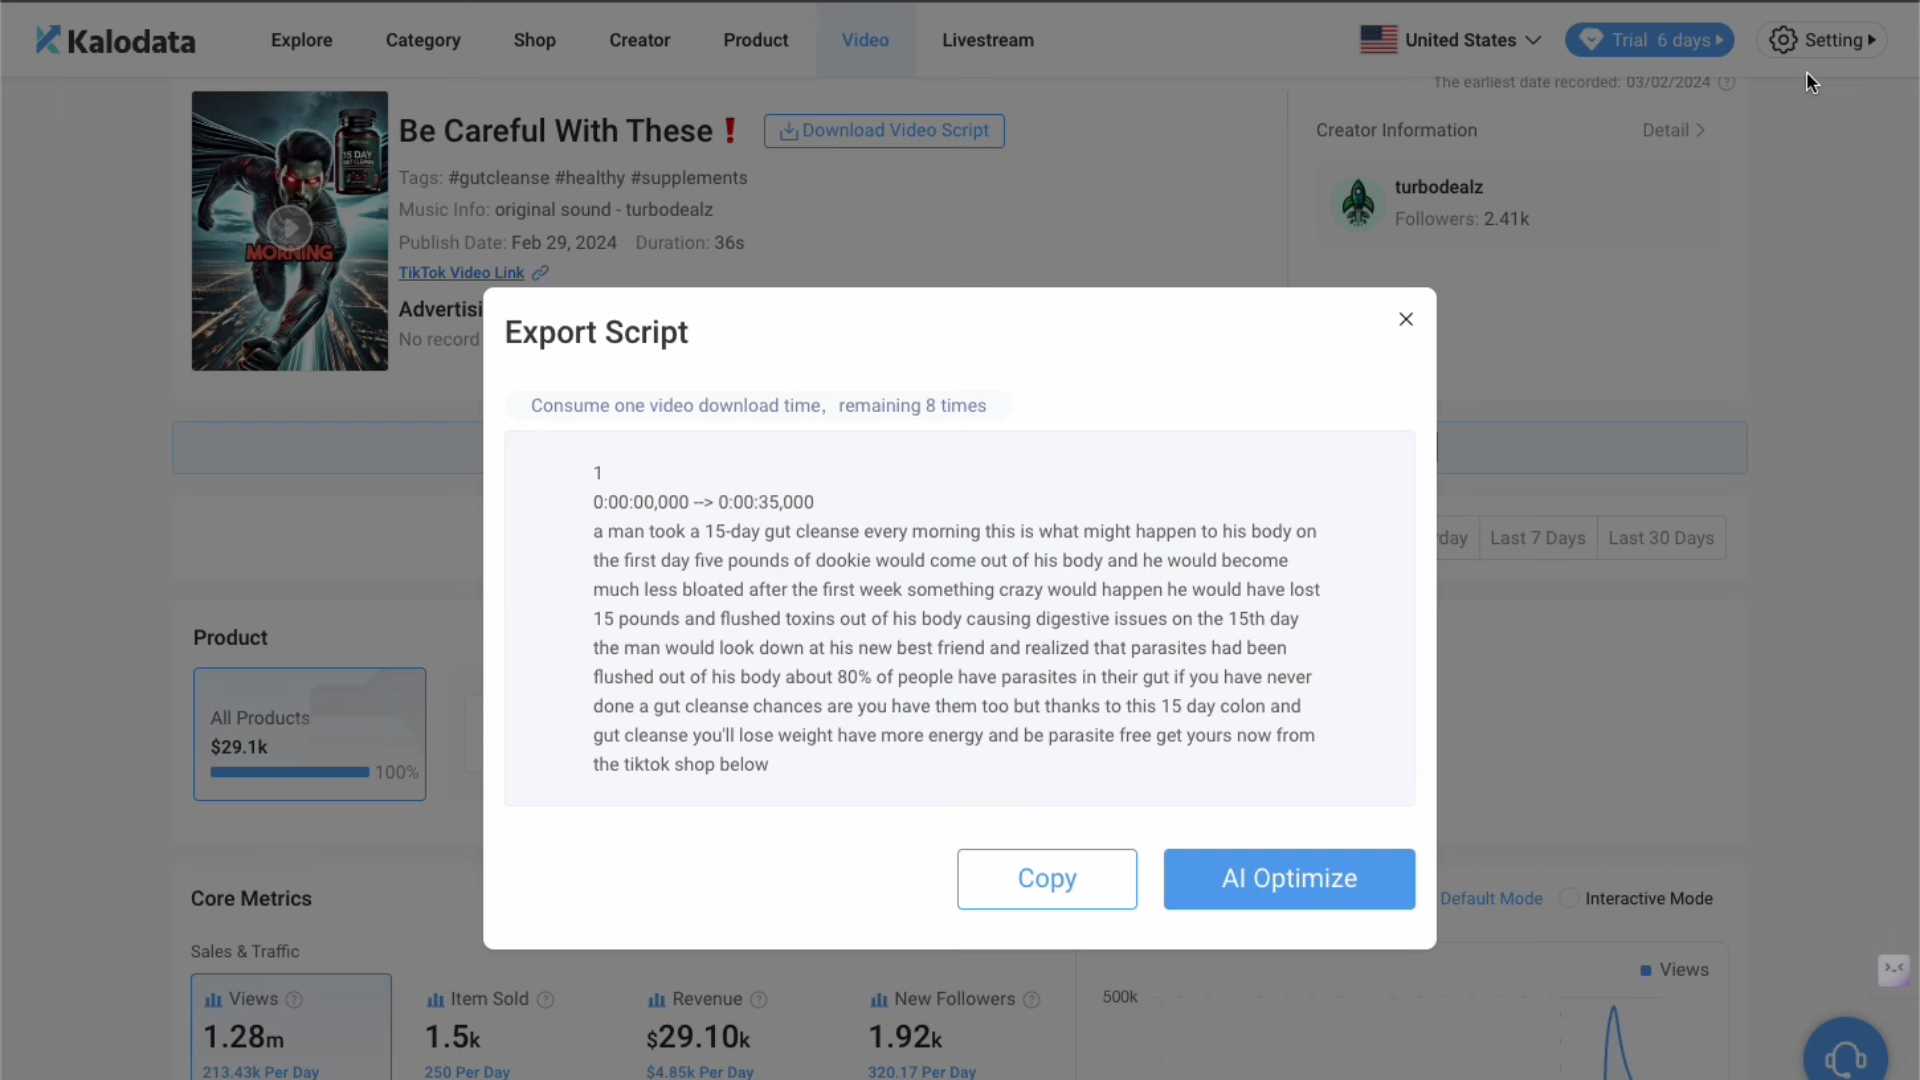 Kalodata
Explore
Category
Shop
Creator
Product
Video
Livestream
United States
Trial 6 days
Setting
The earliest date recorded: 03/02/2024
15 DAY
GUT CLEANSE
MORNING
Be Careful With These❗
Download Video Script
Tags: #gutcleanse #healthy #supplements
Music Info: original sound - turbodealz
Publish Date: Feb 29, 2024 Duration: 36s
TikTok Video Link
Advertisi
No record
Creator Information
Detail
turbodealz
Followers: 2.41k
Export Script
Consume one video download time, remaining 8 times
1
0:00:00,000 --> 0:00:35,000
a man took a 15-day gut cleanse every morning this is what might happen to his body on
the first day five pounds of dookie would come out of his body and he would become
much less bloated after the first week something crazy would happen he would have lost
15 pounds and flushed toxins out of his body causing digestive issues on the 15th day
the man would look down at his new best friend and realized that parasites had been
flushed out of his body about 80% of people have parasites in their gut if you have never
done a gut cleanse chances are you have them too but thanks to this 15 day colon and
gut cleanse you'll lose weight have more energy and be parasite free get yours now from
the tiktok shop below
Copy
AI Optimize
rday
Last 7 Days
Last 30 Days
Product
All Products
$29.1k
100%
Core Metrics
Default Mode
Interactive Mode
Sales & Traffic
Views
1.28m
213.43k Per Day
Item Sold
1.5k
250 Per Day
Revenue
$29.10k
$4.85k Per Day
New Followers
1.92k
320.17 Per Day
Views
500k